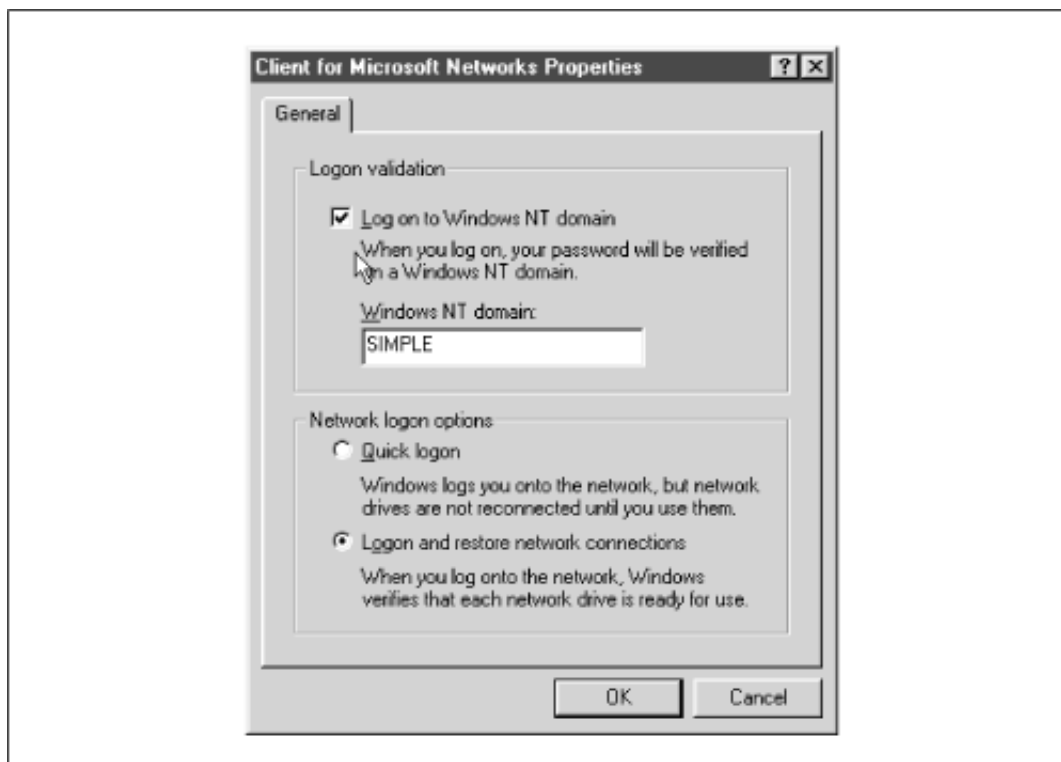 Client for Microsoft Networks Properties
General
Logon validation
Log on to Windows NT domain
When you log on, your password will be verified
on a Windows NT domain.
Windows NT domain:
SIMPLE
Network logon options
Quick logon
Windows logs you onto the network, but network
drives are not reconnected until you use them.
Logon and restore network connections
When you log onto the network, Windows
verifies that each network drive is ready for use.
OK
Cancel